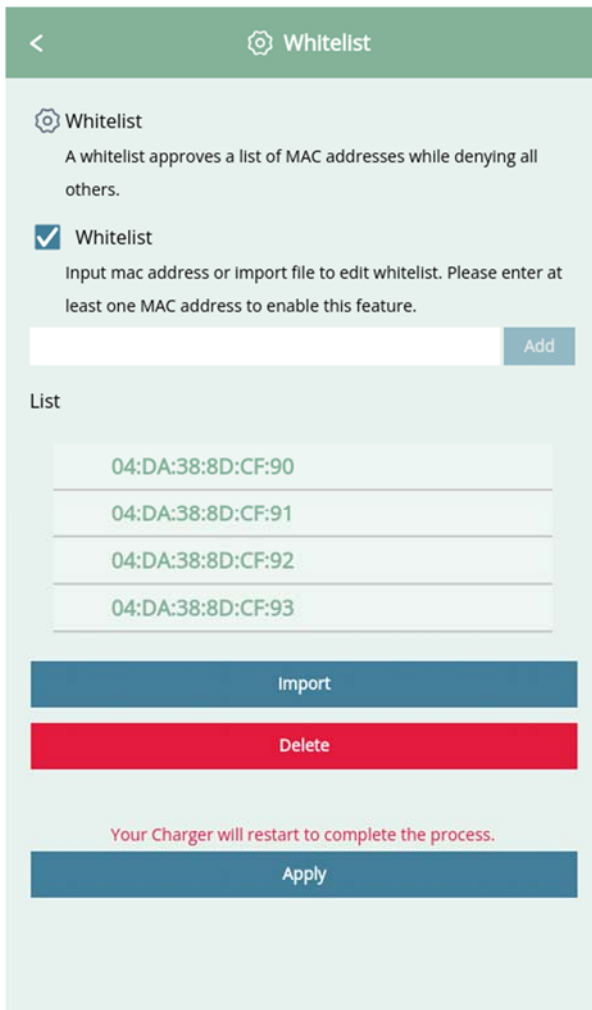 Whitelist
Whitelist
A whitelist approves a list of MAC addresses while denying all
others.
Whitelist
Input mac address or import file to edit whitelist. Please enter at
least one MAC address to enable this feature.
Add
List
04:DA:38:8D:CF:90
04:DA:38:8D:CF:91
04:DA:38:8D:CF:92
04:DA:38:8D:CF:93
Import
Delete
Your Charger will restart to complete the process.
Apply